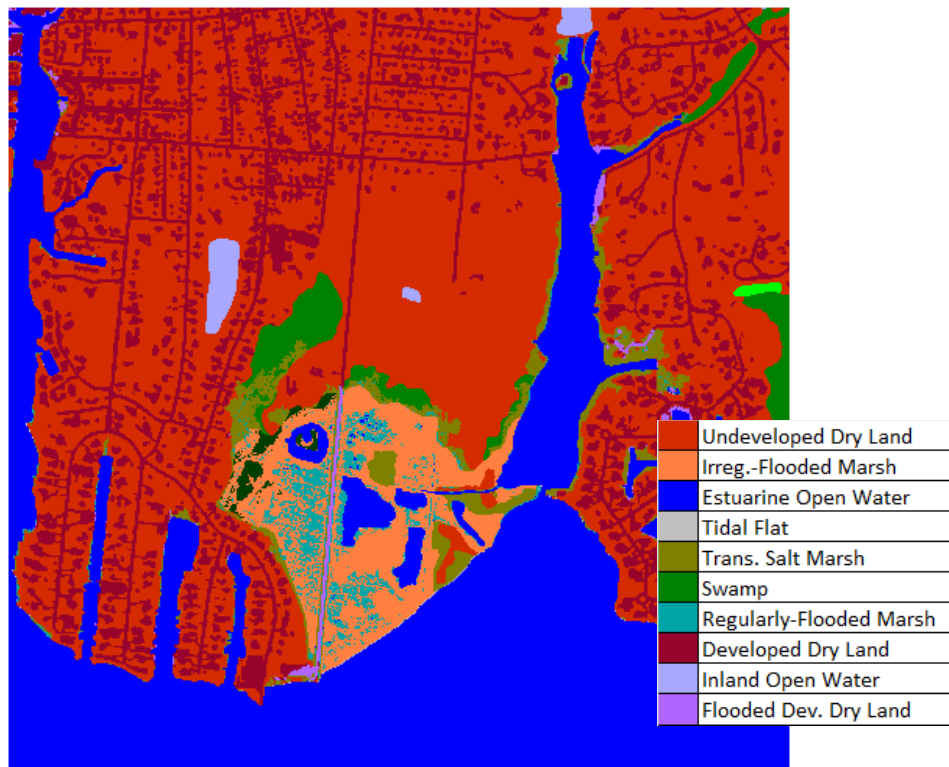 Undeveloped Dry Land
Irreg.-Flooded Marsh
Estuarine Open Water
Tidal Flat
Trans. Salt Marsh
Swamp
Regularly-Flooded Marsh
Developed Dry Land
Inland Open Water
Flooded Dev. Dry Land